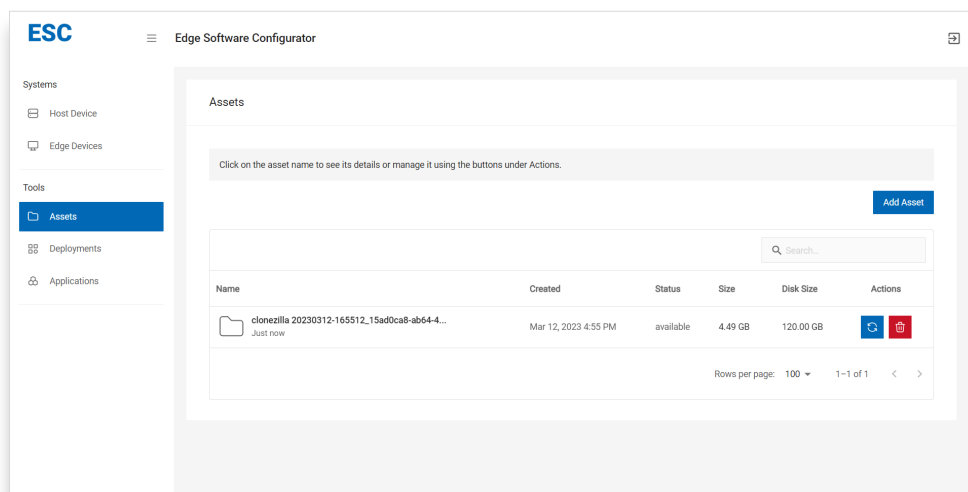 ESC
Edge Software Configurator
Systems
Host Device
Edge Devices
Tools
Assets
Deployments
Applications
Assets
Click on the asset name to see its details or manage it using the buttons under Actions.
Add Asset
Search...
Name Created Status Size Disk Size Actions
clonezilla 20230312-165512_15ad0ca8-ab64-4...
Just now
Mar 12, 2023 4:55 PM available 4.49 GB 120.00 GB
Rows per page: 100 1–1 of 1